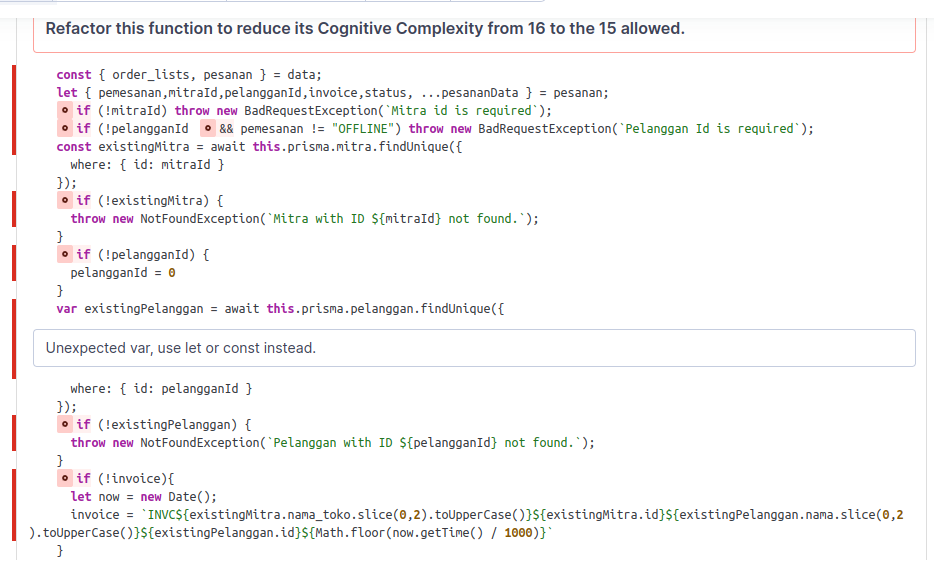 Refactor this function to reduce its Cognitive Complexity from 16 to the 15 allowed.
const { order_lists, pesanan } = data;
let { pemesanan,mitraId,pelangganId,invoice,status, ...pesananData } = pesanan;
if (!mitraId) throw new BadRequestException(`Mitra id is required`);
if (!pelangganId && pemesanan != "OFFLINE") throw new BadRequestException(`Pelanggan Id is required`);
const existingMitra = await this.prisma.mitra.findUnique({
where: { id: mitraId }
});
if (!existingMitra) {
throw new NotFoundException(`Mitra with ID ${mitraId} not found.`);
}
if (!pelangganId) {
pelangganId = 0
}
var existingPelanggan = await this.prisma.pelanggan.findUnique({
Unexpected var, use let or const instead.
where: { id: pelangganId }
});
if (!existingPelanggan) {
throw new NotFoundException(`Pelanggan with ID ${pelangganId} not found.`);
}
if (!invoice){
let now = new Date();
invoice = `INVC${existingMitra.nama_toko.slice(0,2).toUpperCase()}${existingMitra.id}${existingPelanggan.nama.slice(0,2
).toUpperCase()}${existingPelanggan.id}${Math.floor(now.getTime() / 1000)}`
}